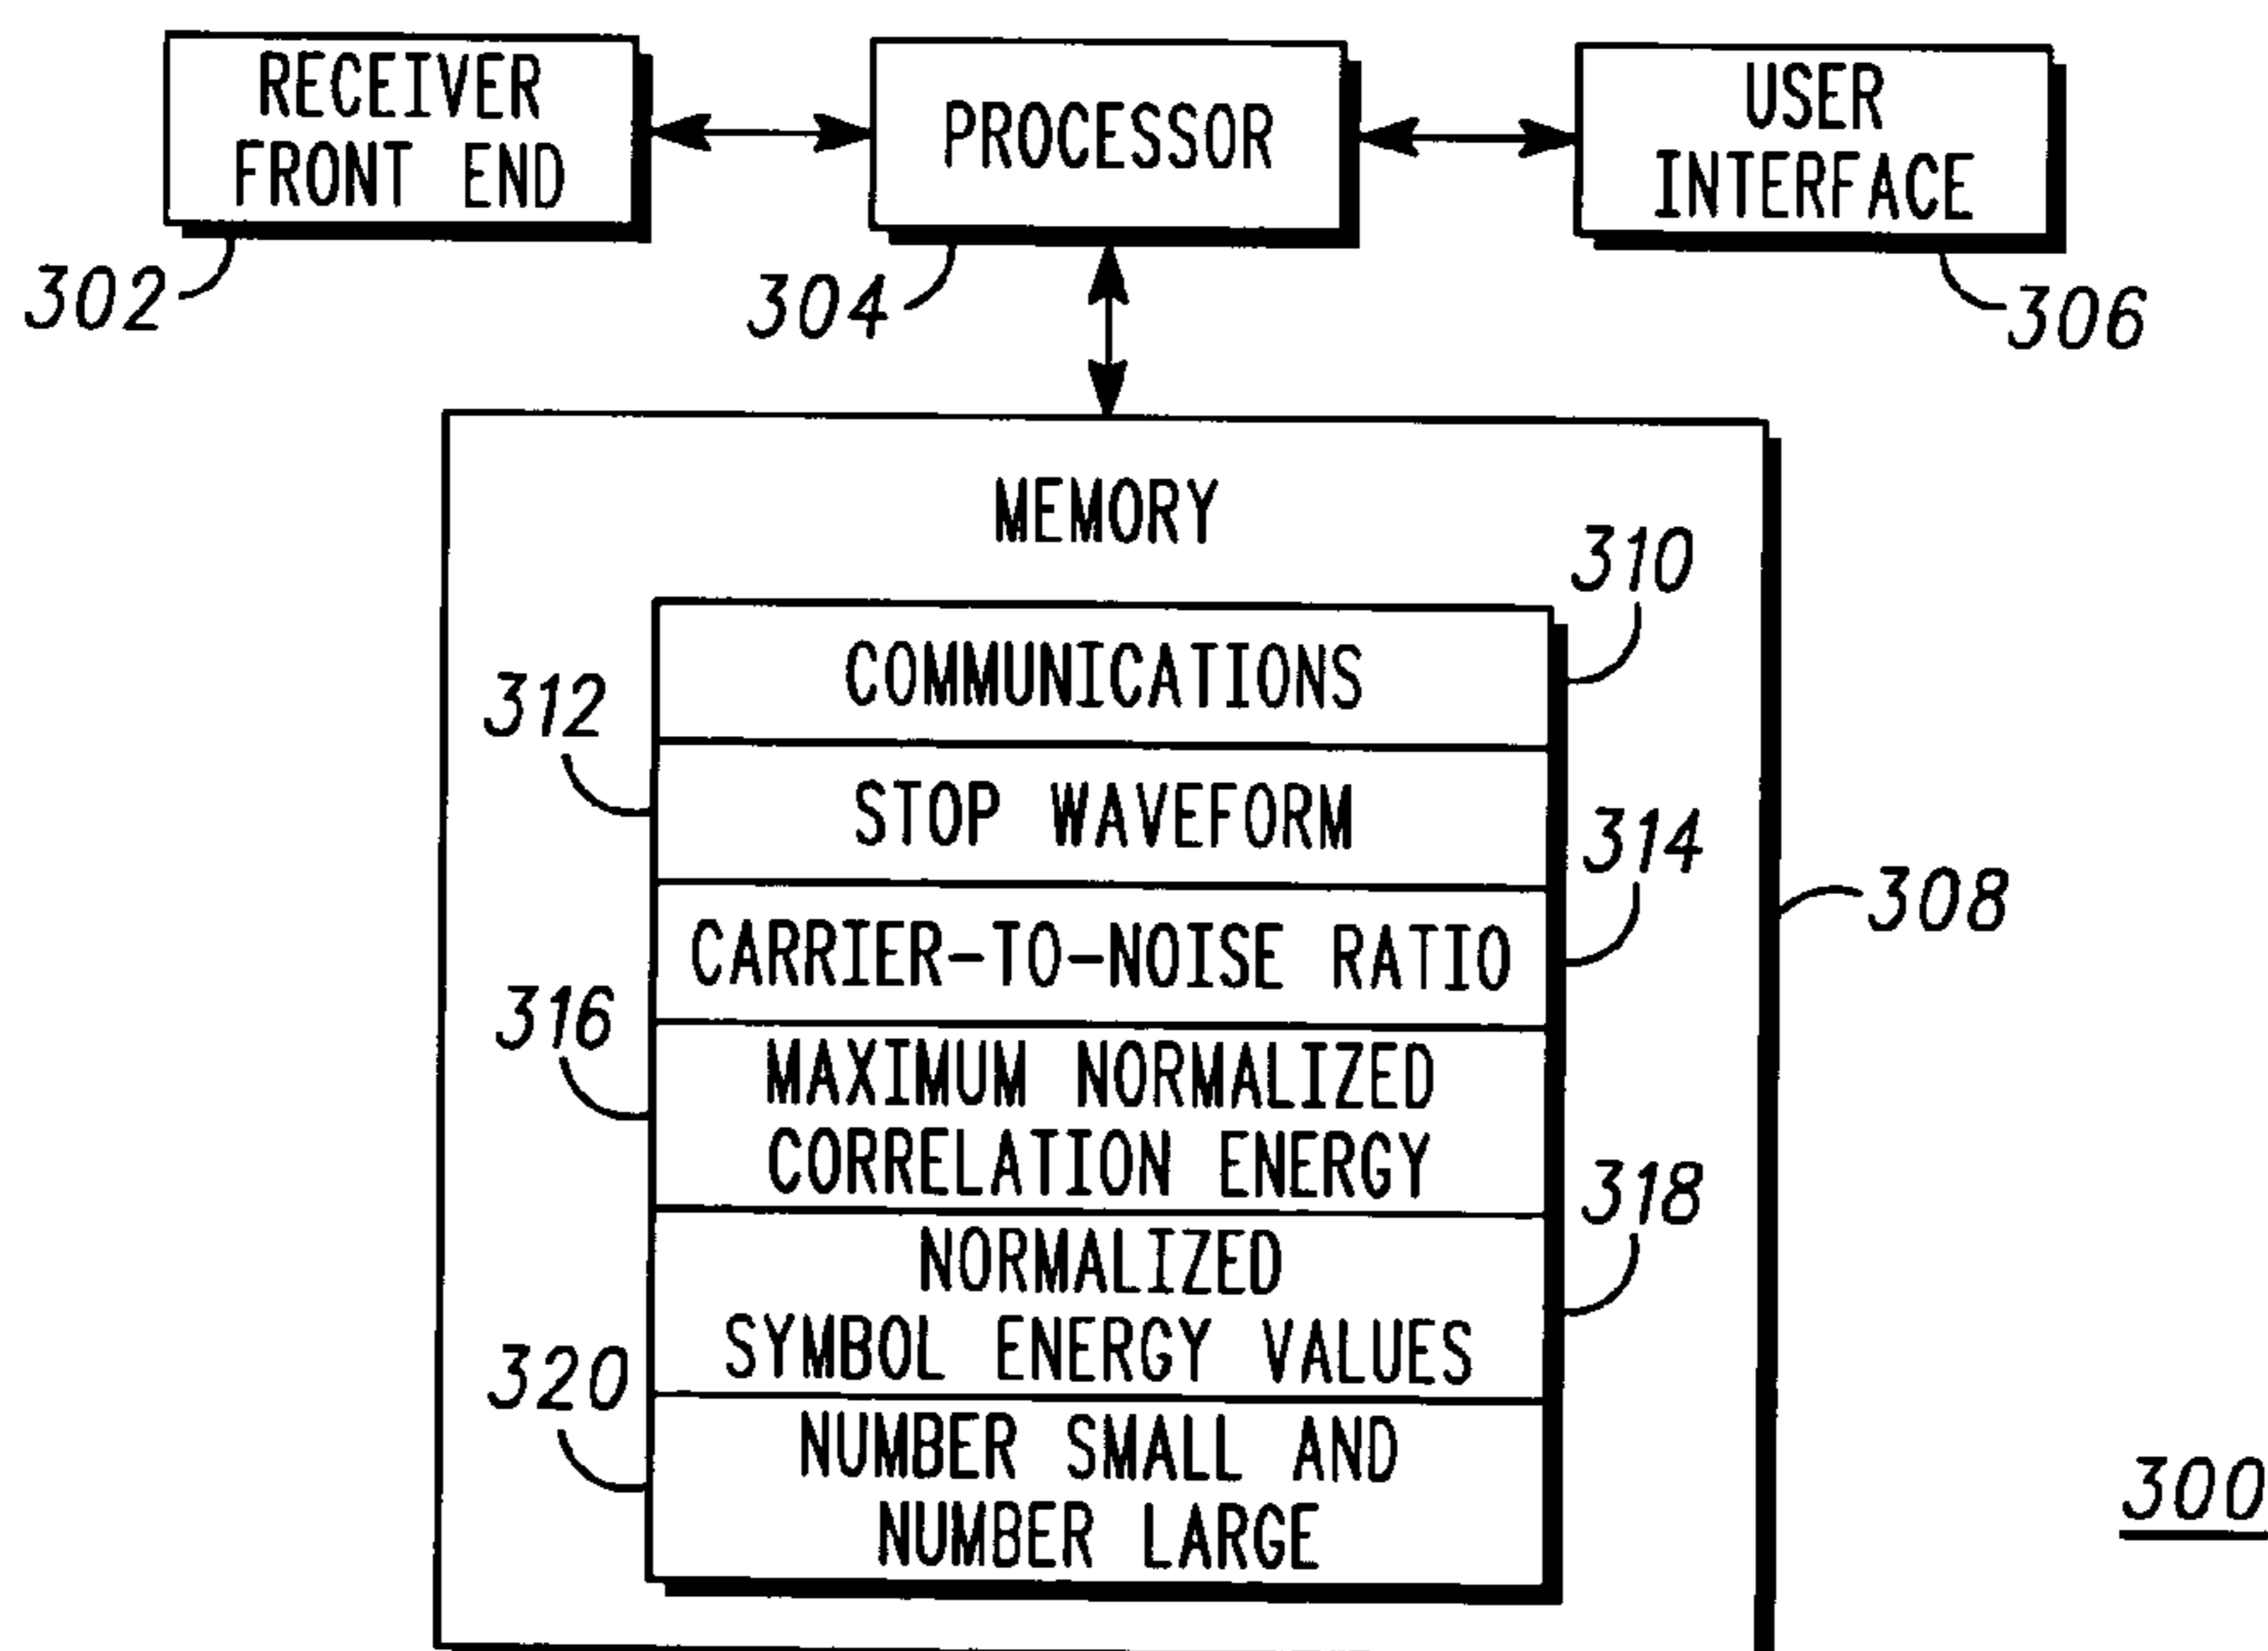 RECEIVER
FRONT END
PROCESSOR
USER
INTERFACE
302
304
306
MEMORY
310
COMMUNICATIONS
312
STOP WAVEFORM
314
308
CARRIER-TO-NOISE RATIO
316
MAXIMUM NORMALIZED
CORRELATION ENERGY
318
NORMALIZED
SYMBOL ENERGY VALUES
320
NUMBER SMALL AND
NUMBER LARGE
300